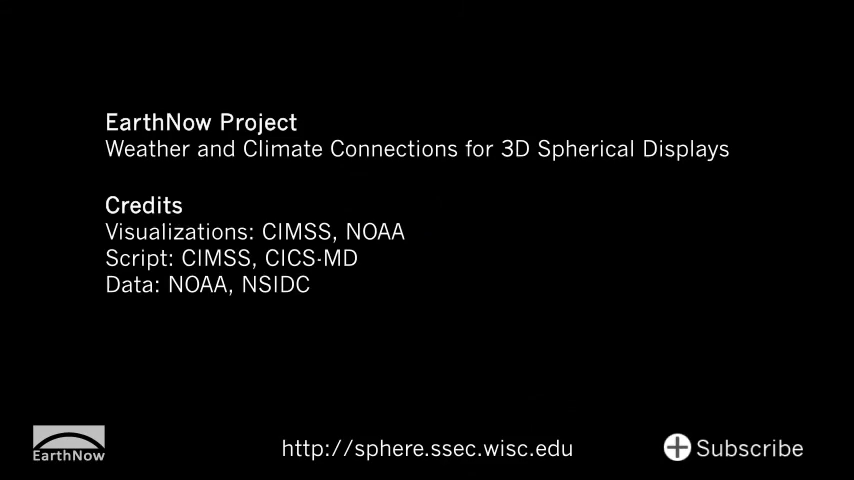 EarthNow Project
Weather and Climate Connections for 3D Spherical Displays
Credits
Visualizations: CIMSS, NOAA
Script: CIMSS, CICS-MD
Data: NOAA, NSIDC
EarthNow
http://sphere.ssec.wisc.edu
Subscribe